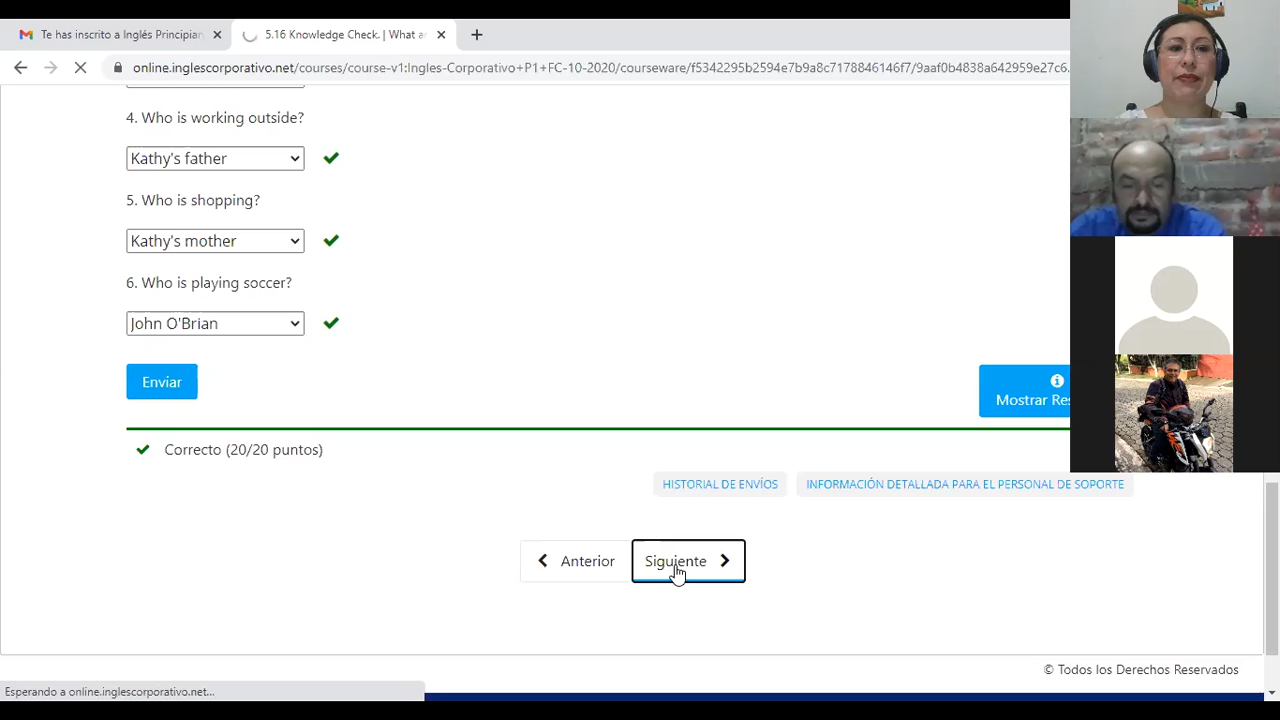 Te has inscrito a Inglés Principian
5.16 Knowledge Check. | What a
online.inglescorporativo.net/courses/course-v1:Ingles-Corporativo+P1+FC-10-2020/courseware/f5342295b2594e7b9a8c7178846146f7/9aaf0b4838a642959e27c6...
4. Who is working outside?
Kathy's father
5. Who is shopping?
Kathy's mother
6. Who is playing soccer?
John O'Brian
Enviar
Mostrar Res
Correcto (20/20 puntos)
HISTORIAL DE ENVÍOS INFORMACIÓN DETALLADA PARA EL PERSONAL DE SOPORTE
Anterior Siguiente
© Todos los Derechos Reservados
Esperando a online.inglescorporativo.net...